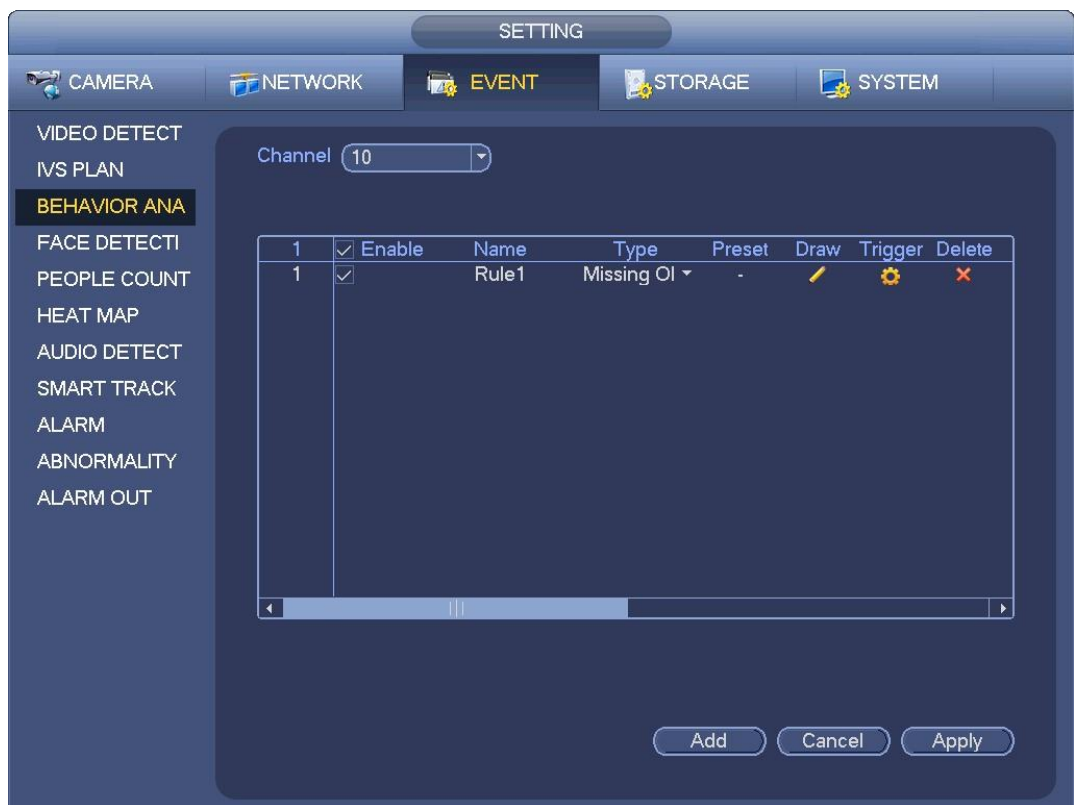 SETTING
CAMERA NETWORK EVENT STORAGE SYSTEM
VIDEO DETECT
IVS PLAN
BEHAVIOR ANA
FACE DETECTI
PEOPLE COUNT
HEAT MAP
AUDIO DETECT
SMART TRACK
ALARM
ABNORMALITY
ALARM OUT
Channel 10
1 Enable Name Type Preset Draw Trigger Delete
1 Rule1 Missing Ol -
Add Cancel Apply